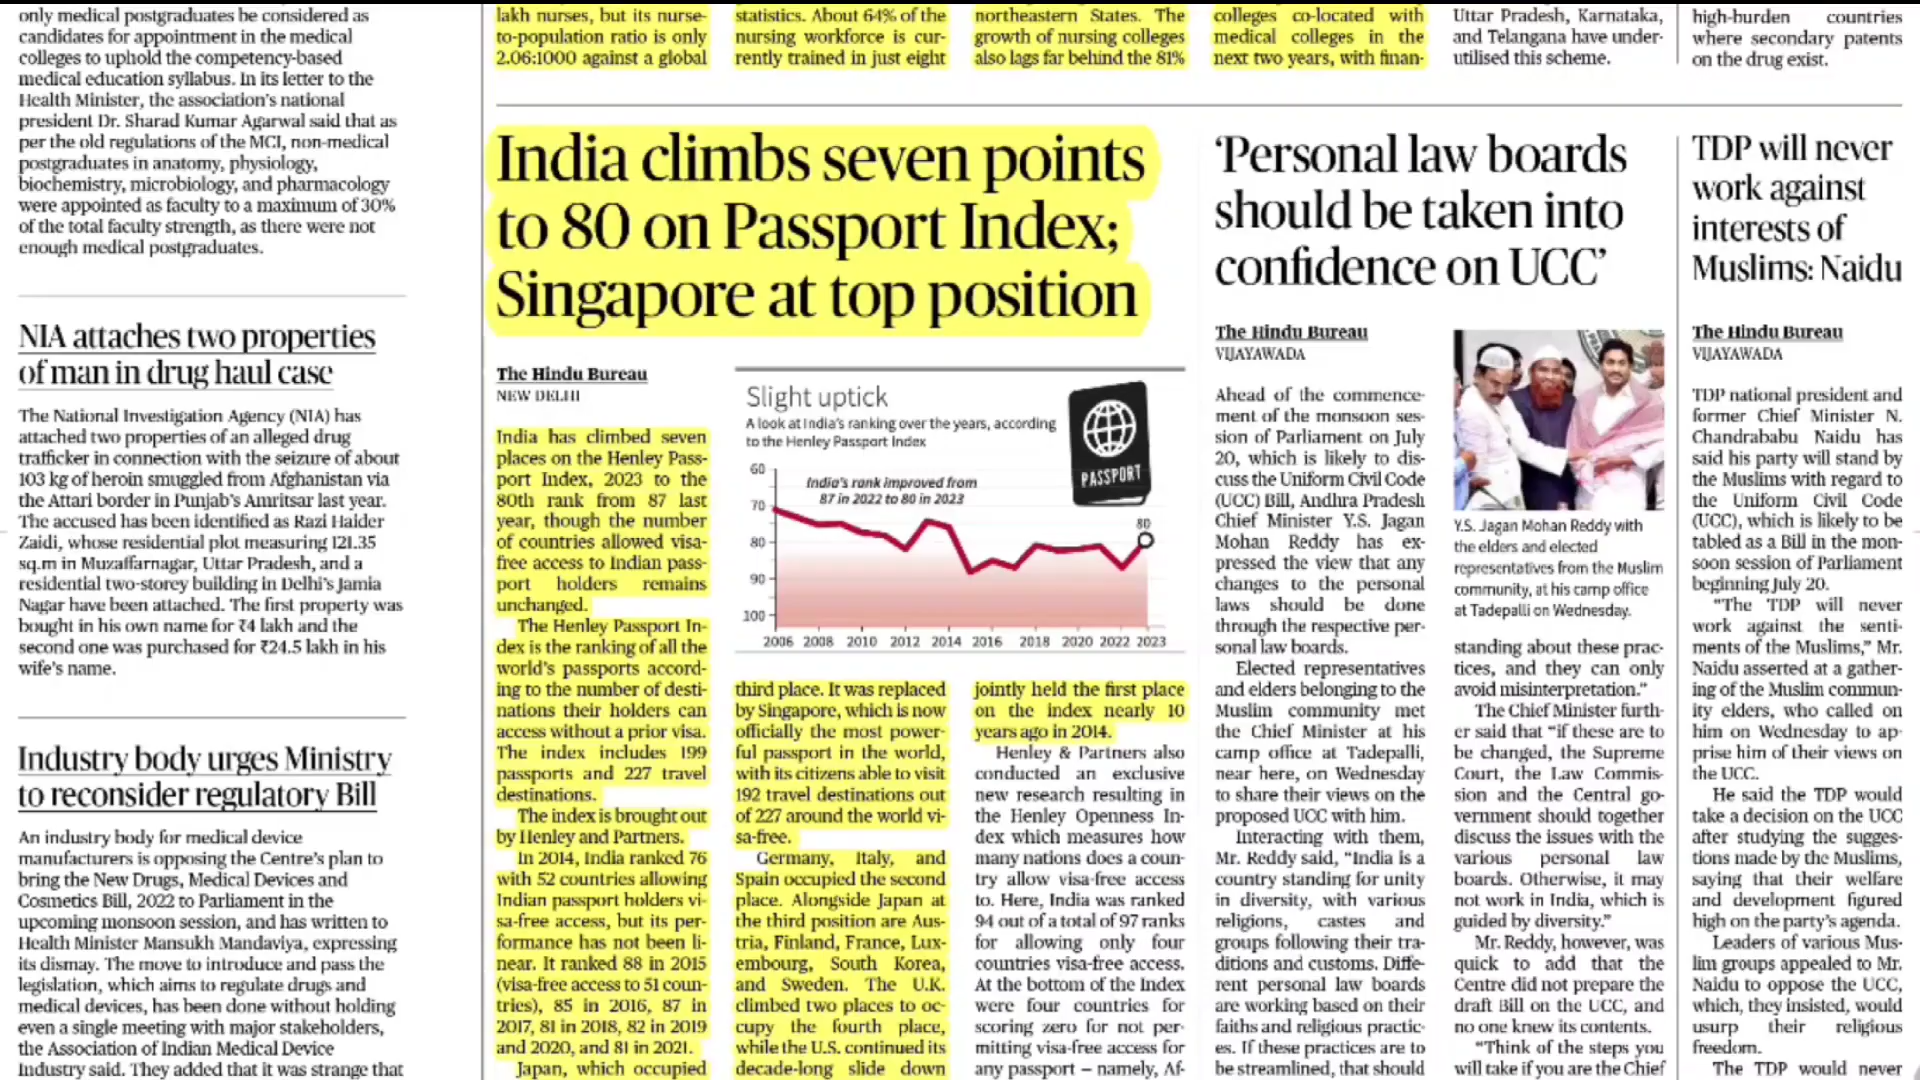 only medical postgraduates be considered as
candidates for appointment in the medical
colleges to uphold the competency-based
medical education syllabus. In its letter to the
Health Minister, the association's national
president Dr. Sharad Kumar Agarwal said that as
per the old regulations of the MCI, non-medical
postgraduates in anatomy, physiology,
biochemistry, microbiology, and pharmacology
were appointed as faculty to a maximum of 30%
of the total faculty strength, as there were not
enough medical postgraduates.
NIA attaches two properties
of man in drug haul case
The National Investigation Agency (NIA) has
attached two properties of an alleged drug
trafficker in connection with the seizure of about
103 kg of heroin smuggled from Afghanistan via
the Attari border in Punjab's Amritsar last year.
The accused has been identified as Razi Haider
Zaidi, whose residential plot measuring 121.35
sq.m in Muzaffarnagar, Uttar Pradesh, and a
residential two-storey building in Delhi's Jamia
Nagar have been attached. The first property was
bought in his own name for ₹4 lakh and the
second one was purchased for ₹24.5 lakh in his
wife's name.
Industry body urges Ministry
to reconsider regulatory Bill
An industry body for medical device
manufacturers is opposing the Centre's plan to
bring the New Drugs, Medical Devices and
Cosmetics Bill, 2022 to Parliament in the
upcoming monsoon session, and has written to
Health Minister Mansukh Mandaviya, expressing
its dismay. The move to introduce and pass the
legislation, which aims to regulate drugs and
medical devices, has been done without holding
even a single meeting with major stakeholders,
the Association of Indian Medical Device
Industry said. They added that it was strange that
lakh nurses, but its nurse-
to-population ratio is only
2.06:1000 against a global
statistics. About 64% of the
nursing workforce is cur-
rently trained in just eight
northeastern States. The
growth of nursing colleges
also lags far behind the 81%
colleges co-located with
medical colleges in the
next two years, with finan-
Uttar Pradesh, Karnataka,
and Telangana have under-
utilised this scheme.
high-burden countries
where secondary patents
on the drug exist.
India climbs seven points
to 80 on Passport Index;
Singapore at top position
The Hindu Bureau
NEW DELHI
India has climbed seven
places on the Henley Pass-
port Index, 2023 to the
80th rank from 87 last
year, though the number
of countries allowed visa-
free access to Indian pass-
port holders remains
unchanged.
The Henley Passport In-
dex is the ranking of all the
world's passports accord-
ing to the number of desti-
nations their holders can
access without a prior visa.
The index includes 199
passports and 227 travel
destinations.
The index is brought out
by Henley and Partners.
In 2014, India ranked 76
with 52 countries allowing
Indian passport holders vi-
sa-free access, but its per-
formance has not been li-
near. It ranked 88 in 2015
(visa-free access to 51 coun-
tries), 85 in 2016, 87 in
2017, 81 in 2018, 82 in 2019
and 2020, and 81 in 2021.
Japan, which occupied
Slight uptick
A look at India's ranking over the years, according
to the Henley Passport Index
PASSPORT
India's rank improved from
87 in 2022 to 80 in 2023
60
70
80
90
100
80
2006 2008 2010 2012 2014 2016 2018 2020 2022 2023
third place. It was replaced
by Singapore, which is now
officially the most power-
ful passport in the world,
with its citizens able to visit
192 travel destinations out
of 227 around the world vi-
sa-free.
Germany, Italy, and
Spain occupied the second
place. Alongside Japan at
the third position are Aus-
tria, Finland, France, Lux-
embourg, South Korea,
and Sweden. The U.K.
climbed two places to oc-
cupy the fourth place,
while the U.S. continued its
decade-long slide down
jointly held the first place
on the index nearly 10
years ago in 2014.
Henley & Partners also
conducted an exclusive
new research resulting in
the Henley Openness In-
dex which measures how
many nations does a coun-
try allow visa-free access
to. Here, India was ranked
94 out of a total of 97 ranks
for allowing only four
countries visa-free access.
At the bottom of the Index
were four countries for
scoring zero for not per-
mitting visa-free access for
any passport – namely, Af-
'Personal law boards
should be taken into
confidence on UCC'
The Hindu Bureau
VIJAYAWADA
Ahead of the commence-
ment of the monsoon ses-
sion of Parliament on July
20, which is likely to dis-
cuss the Uniform Civil Code
(UCC) Bill, Andhra Pradesh
Chief Minister Y.S. Jagan
Mohan Reddy has ex-
pressed the view that any
changes to the personal
laws should be done
through the respective per-
sonal law boards.
Elected representatives
and elders belonging to the
Muslim community met
the Chief Minister at his
camp office at Tadepalli,
near here, on Wednesday
to share their views on the
proposed UCC with him.
Interacting with them,
Mr. Reddy said, "India is a
country standing for unity
in diversity, with various
religions, castes and
groups following their tra-
ditions and customs. Diffe-
rent personal law boards
are working based on their
faiths and religious practic-
es. If these practices are to
be streamlined, that should
Y.S. Jagan Mohan Reddy with
the elders and elected
representatives from the Muslim
community, at his camp office
at Tadepalli on Wednesday.
standing about these prac-
tices, and they can only
avoid misinterpretation."
The Chief Minister furth-
er said that "if these are to
be changed, the Supreme
Court, the Law Commis-
sion and the Central go-
vernment should together
discuss the issues with the
various personal law
boards. Otherwise, it may
not work in India, which is
guided by diversity."
Mr. Reddy, however, was
quick to add that the
Centre did not prepare the
draft Bill on the UCC, and
no one knew its contents.
"Think of the steps you
will take if you are the Chief
TDP will never
work against
interests of
Muslims: Naidu
The Hindu Bureau
VIJAYAWADA
TDP national president and
former Chief Minister N.
Chandrababu Naidu has
said his party will stand by
the Muslims with regard to
the Uniform Civil Code
(UCC), which is likely to be
tabled as a Bill in the mon-
soon session of Parliament
beginning July 20.
"The TDP will never
work against the senti-
ments of the Muslims," Mr.
Naidu asserted at a gather-
ing of the Muslim commun-
ity elders, who called on
him on Wednesday to ap-
prise him of their views on
the UCC.
He said the TDP would
take a decision on the UCC
after studying the sugges-
tions made by the Muslims,
saying that their welfare
and development figured
high on the party's agenda.
Leaders of various Mus-
lim groups appealed to Mr.
Naidu to oppose the UCC,
which, they insisted, would
usurp their religious
freedom.
The TDP would never